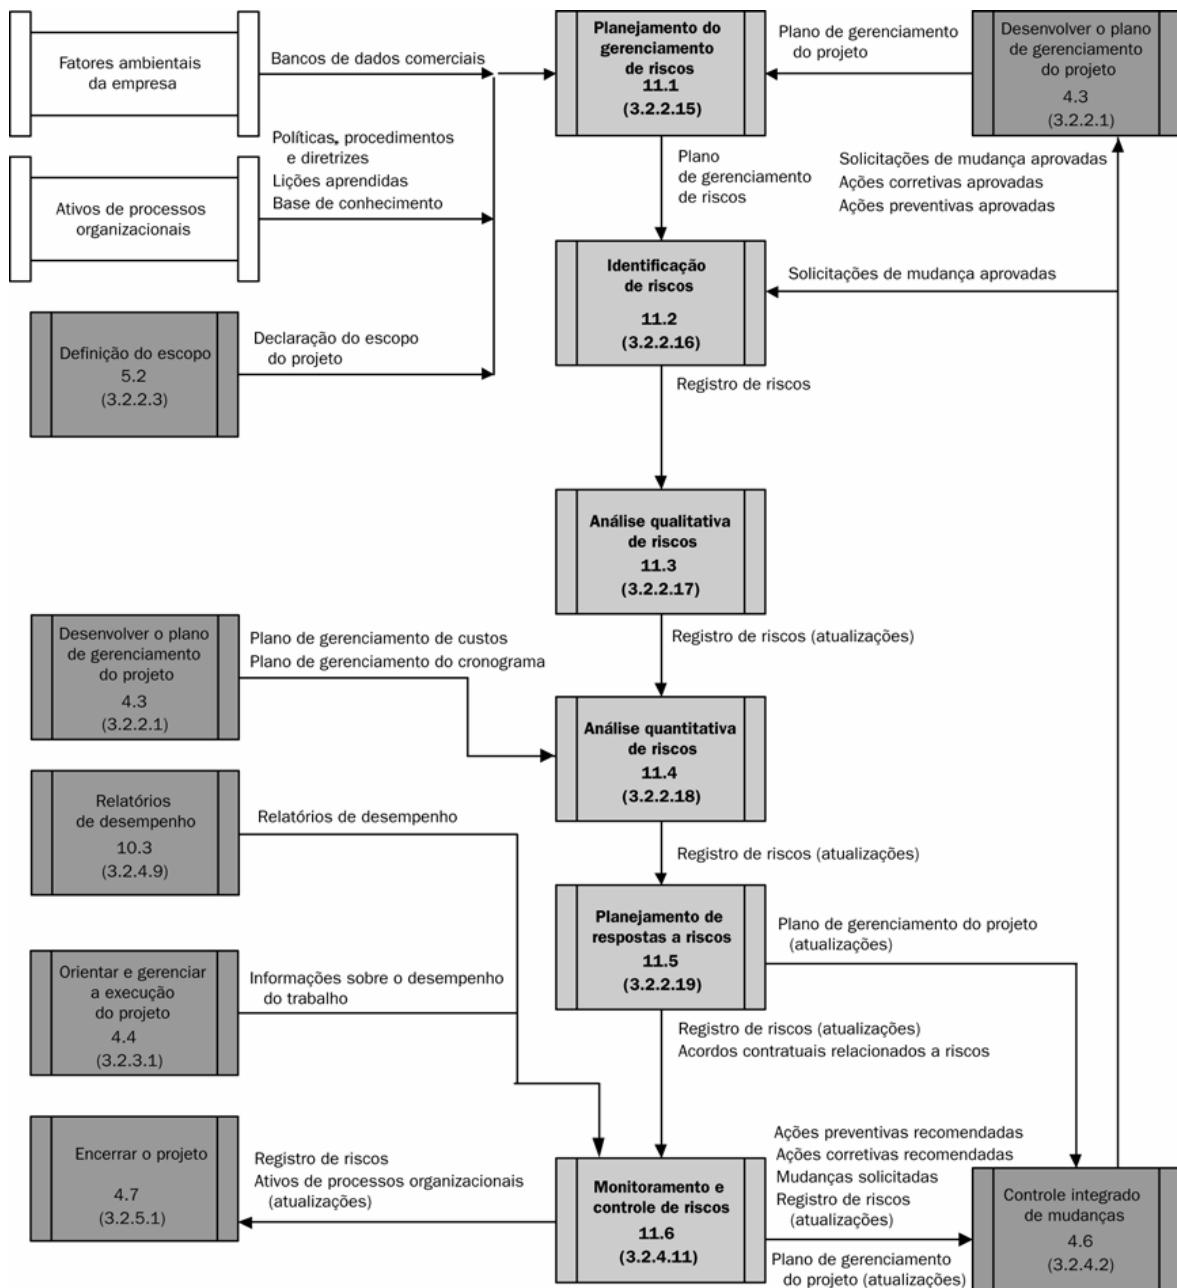 Fatores ambientais
da empresa
Bancos de dados comerciais
Planejamento do
gerenciamento
de riscos
11.1
(3.2.2.15)
Plano de gerenciamento
do projeto
Desenvolver o plano
de gerenciamento
do projeto
4.3
(3.2.2.1)
Políticas, procedimentos
e diretrizes
Lições aprendidas
Base de conhecimento
Ativos de processos
organizacionais
Plano
de gerenciamento
de riscos
Solicitações de mudança aprovadas
Ações corretivas aprovadas
Ações preventivas aprovadas
Identificação
de riscos
11.2
(3.2.2.16)
Solicitações de mudança aprovadas
Definição do escopo
5.2
(3.2.2.3)
Declaração do escopo
do projeto
Registro de riscos
Análise qualitativa
de riscos
11.3
(3.2.2.17)
Registro de riscos (atualizações)
Desenvolver o plano
de gerenciamento
do projeto
4.3
(3.2.2.1)
Plano de gerenciamento de custos
Plano de gerenciamento do cronograma
Análise quantitativa
de riscos
11.4
(3.2.2.18)
Relatórios
de desempenho
10.3
(3.2.4.9)
Relatórios de desempenho
Registro de riscos (atualizações)
Planejamento de
respostas a riscos
11.5
(3.2.2.19)
Plano de gerenciamento do projeto
(atualizações)
Orientar e gerenciar
a execução
do projeto
4.4
(3.2.3.1)
Informações sobre o desempenho
do trabalho
Registro de riscos (atualizações)
Acordos contratuais relacionados a riscos
Encerrar o projeto
4.7
(3.2.5.1)
Registro de riscos
Ativos de processos organizacionais
(atualizações)
Monitoramento e
controle de riscos
11.6
(3.2.4.11)
Ações preventivas recomendadas
Ações corretivas recomendadas
Mudanças solicitadas
Registro de riscos
(atualizações)
Plano de gerenciamento
do projeto (atualizações)
Controle integrado
de mudanças
4.6
(3.2.4.2)